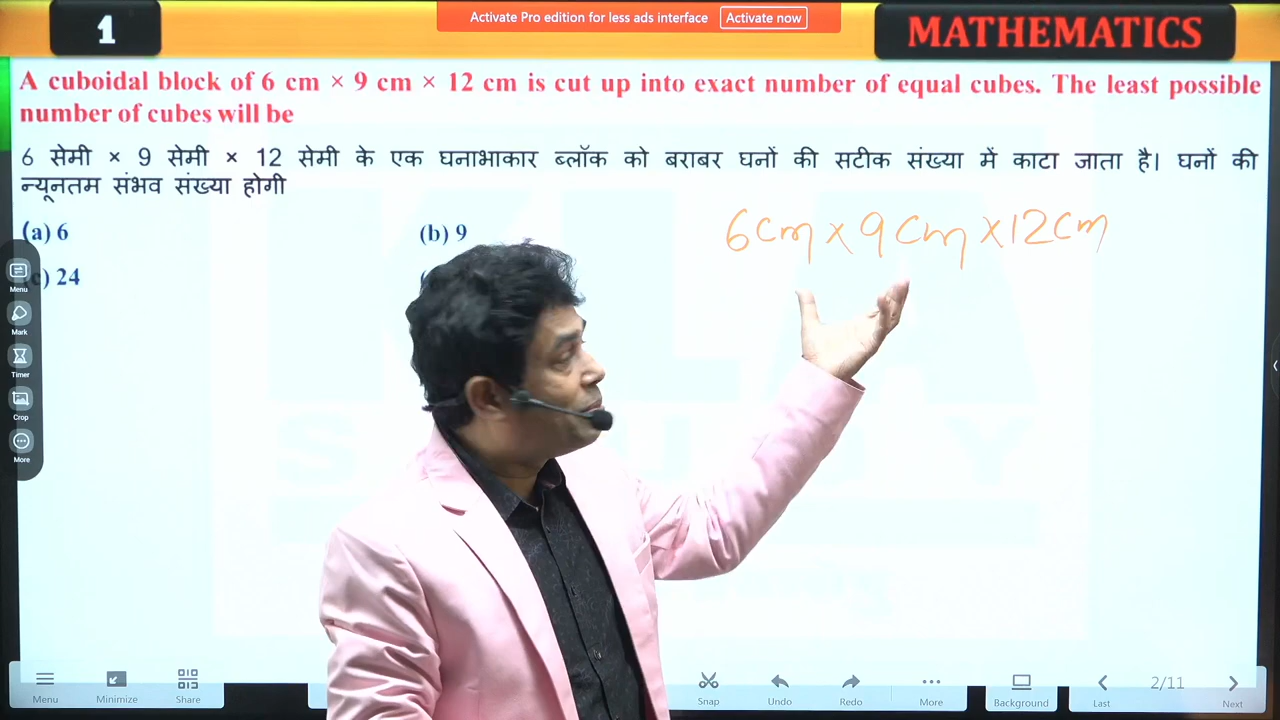 1
Activate Pro edition for less ads interface Activate now
MATHEMATICS
A cuboidal block of 6 cm × 9 cm × 12 cm is cut up into exact number of equal cubes. The least possible
number of cubes will be
6 सेमी × 9 सेमी × 12 सेमी के एक घनाभाकार ब्लॉक को बराबर घनों की सटीक संख्या में काटा जाता है। घनों की
न्यूनतम संभव संख्या होगी
(a) 6 (b) 9
6cm × 9cm × 12cm
) 24
Menu
Mark
Timer
Crop
More
Menu Minimize Share Snap Undo Redo More Background Last 2/11 Next